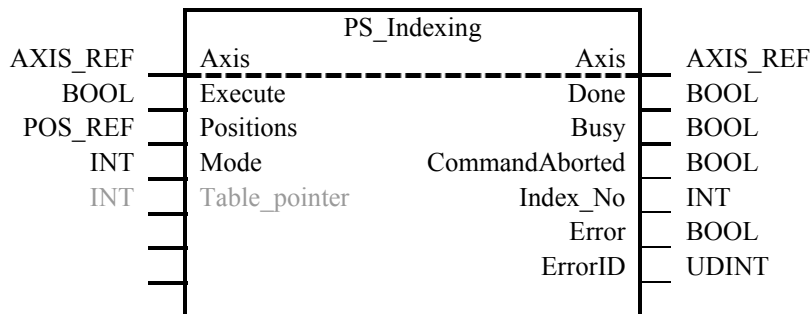 PS_Indexing
AXIS_REF Axis Axis AXIS_REF
BOOL Execute Done BOOL
POS_REF Positions Busy BOOL
INT Mode CommandAborted BOOL
INT Table_pointer Index_No INT
Error BOOL
ErrorID UDINT